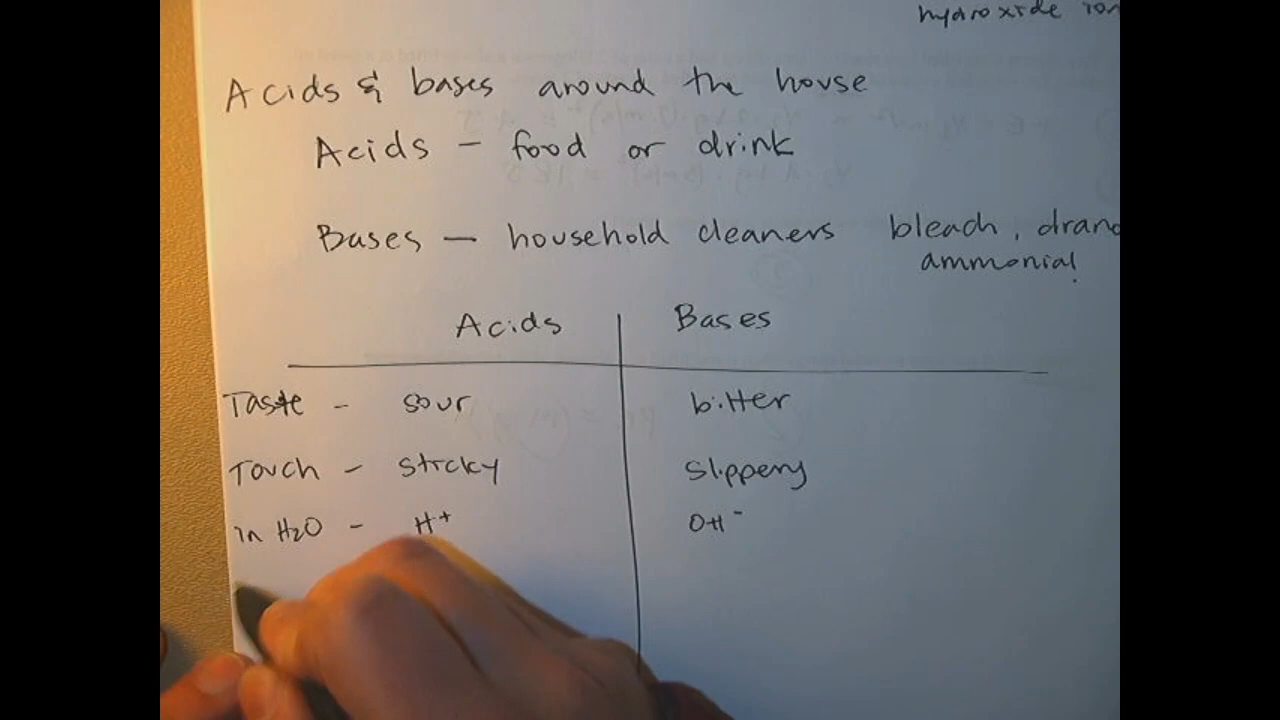 hydroxide ion
Acids & bases around the house
Acids - food or drink
Bases — household cleaners bleach, drano
ammonia!
Acids Bases
Taste - sour bitter
Touch - sticky slippery
in H2O - H+ OH-